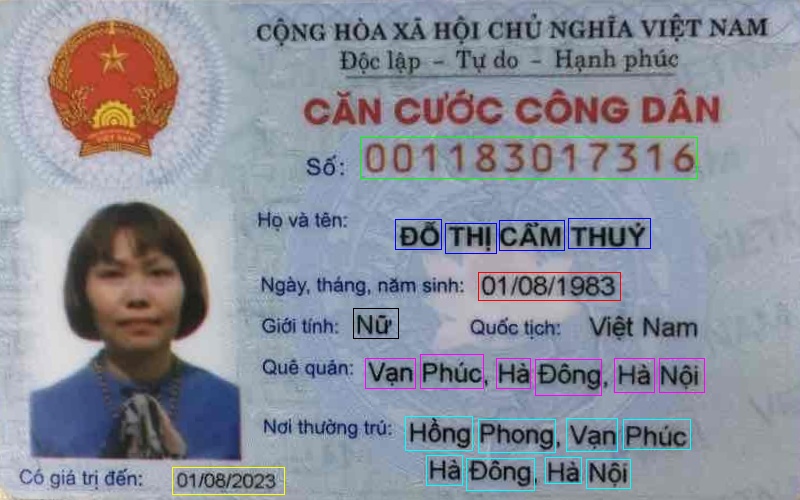 CỘNG HÒA XÃ HỘI CHỦ NGHĨA VIỆT NAM
Độc lập - Tự do - Hạnh phúc
CĂN CƯỚC CÔNG DÂN
Số: 001183017316
Họ và tên: ĐỖ THỊ CẨM THUỶ
Ngày, tháng, năm sinh: 01/08/1983
Giới tính: Nữ Quốc tịch: Việt Nam
Quê quán: Vạn Phúc, Hà Đông, Hà Nội
Nơi thường trú: Hồng Phong, Vạn Phúc
Hà Đông, Hà Nội
Có giá trị đến: 01/08/2023